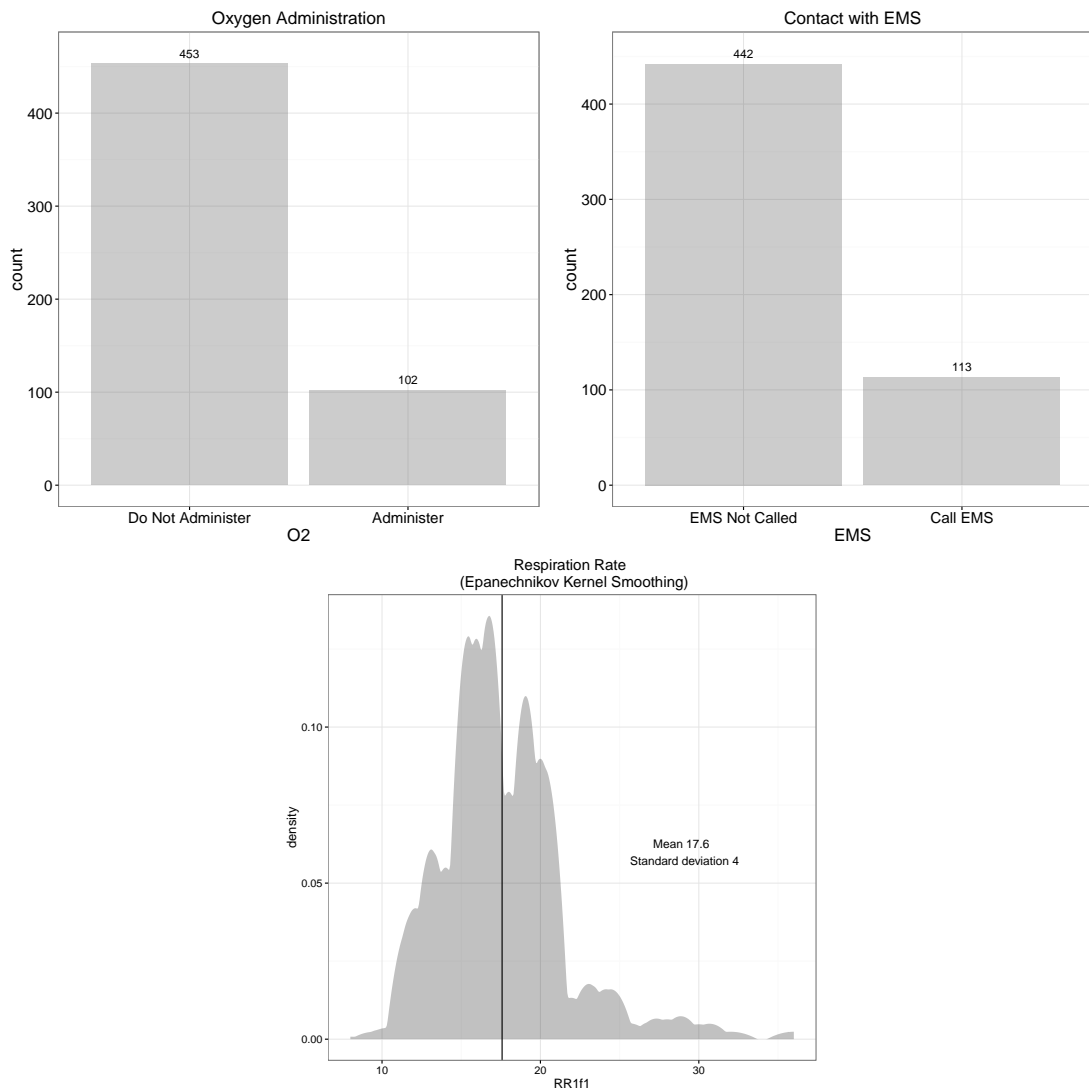 Oxygen Administration
453
102
400
300
200
100
0
count
Do Not Administer
Administer
O2
Contact with EMS
442
113
400
300
200
100
0
count
EMS Not Called
Call EMS
EMS
Respiration Rate
(Epanechnikov Kernel Smoothing)
0.10
0.05
0.00
density
Mean 17.6
Standard deviation 4
10
20
30
RR1f1